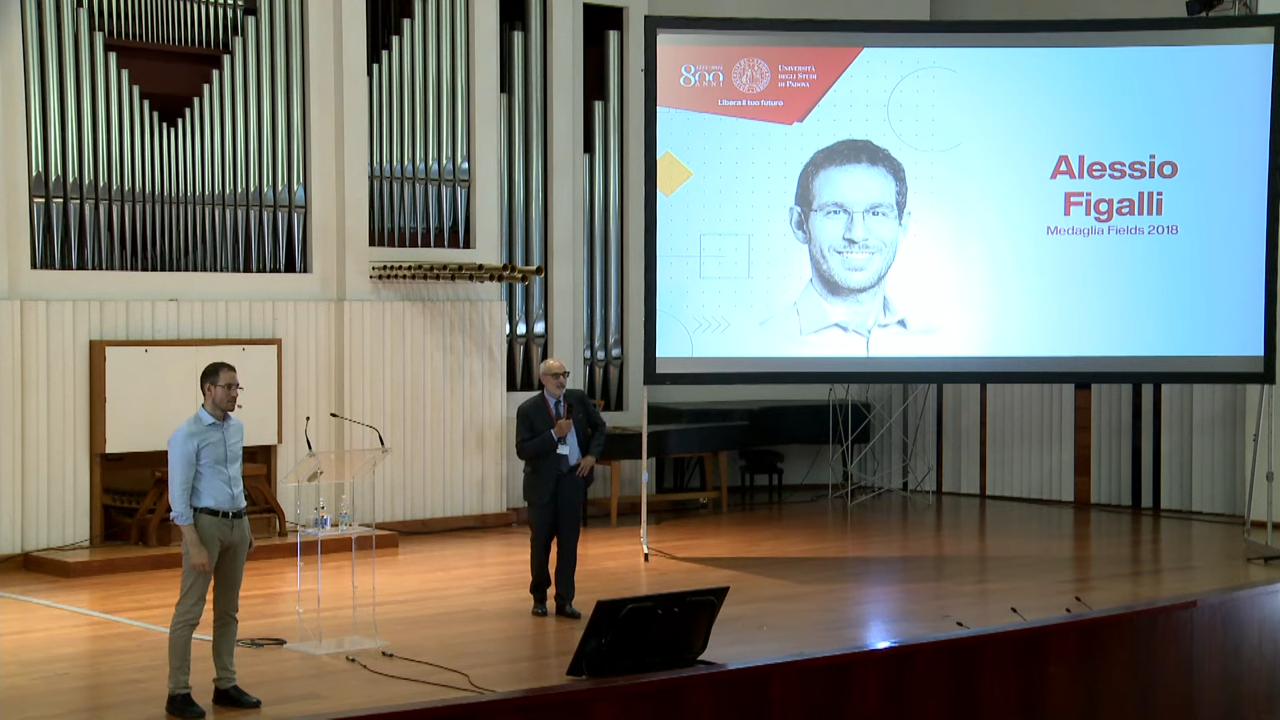 800
ANNI
UNIVERSITÀ
DEGLI STUDI
DI PADOVA
Libera il tuo futuro
Alessio
Figalli
Medaglia Fields 2018